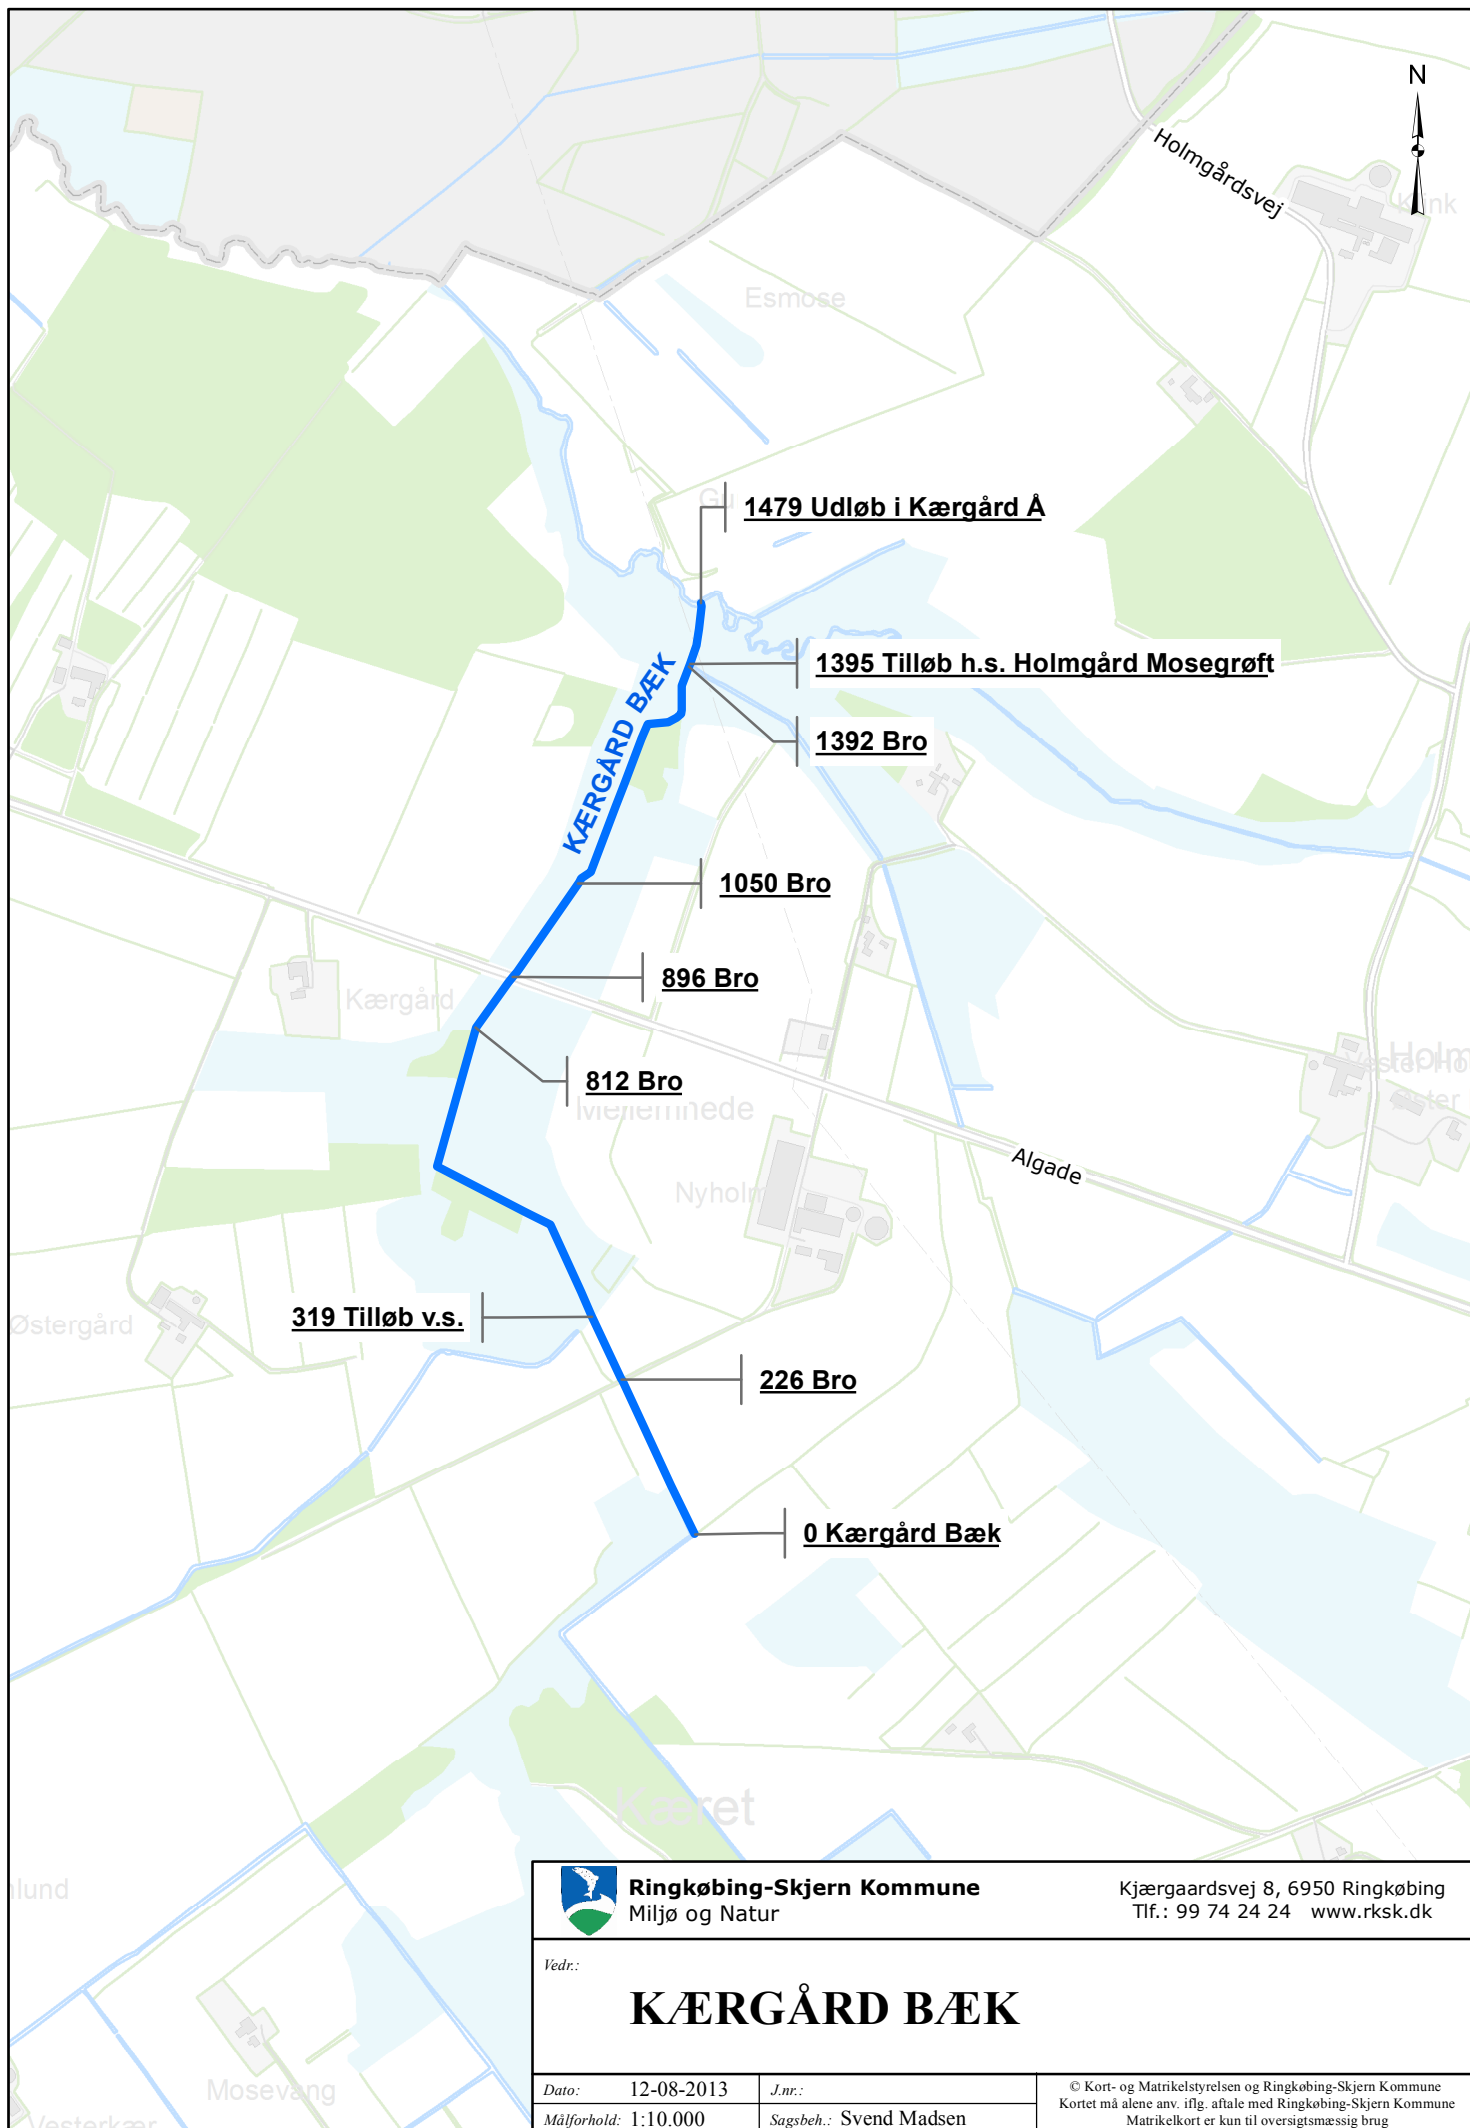 N
Holmgårdsvej
Klink
Esmose
1479 Udløb i Kærgård Å
KÆRGÅRD BÆK
1395 Tilløb h.s. Holmgård Mosegrøft
1392 Bro
1050 Bro
896 Bro
Kærgård
812 Bro
Algade
319 Tilløb v.s.
Østergård
226 Bro
0 Kærgård Bæk
Kæret
Mosevang
Vesterkær
Ringkøbing-Skjern Kommune
Miljø og Natur
Kjærgaardsvej 8, 6950 Ringkøbing
Tlf.: 99 74 24 24 www.rksk.dk
Vedr.:
KÆRGÅRD BÆK
Dato: 12-08-2013
J.nr.:
Målforhold: 1:10.000
Sagsbeh.: Svend Madsen
© Kort- og Matrikelstyrelsen og Ringkøbing-Skjern Kommune
Kortet må alene anv. iflg. aftale med Ringkøbing-Skjern Kommune
Matrikelkort er kun til oversigtsmæssig brug